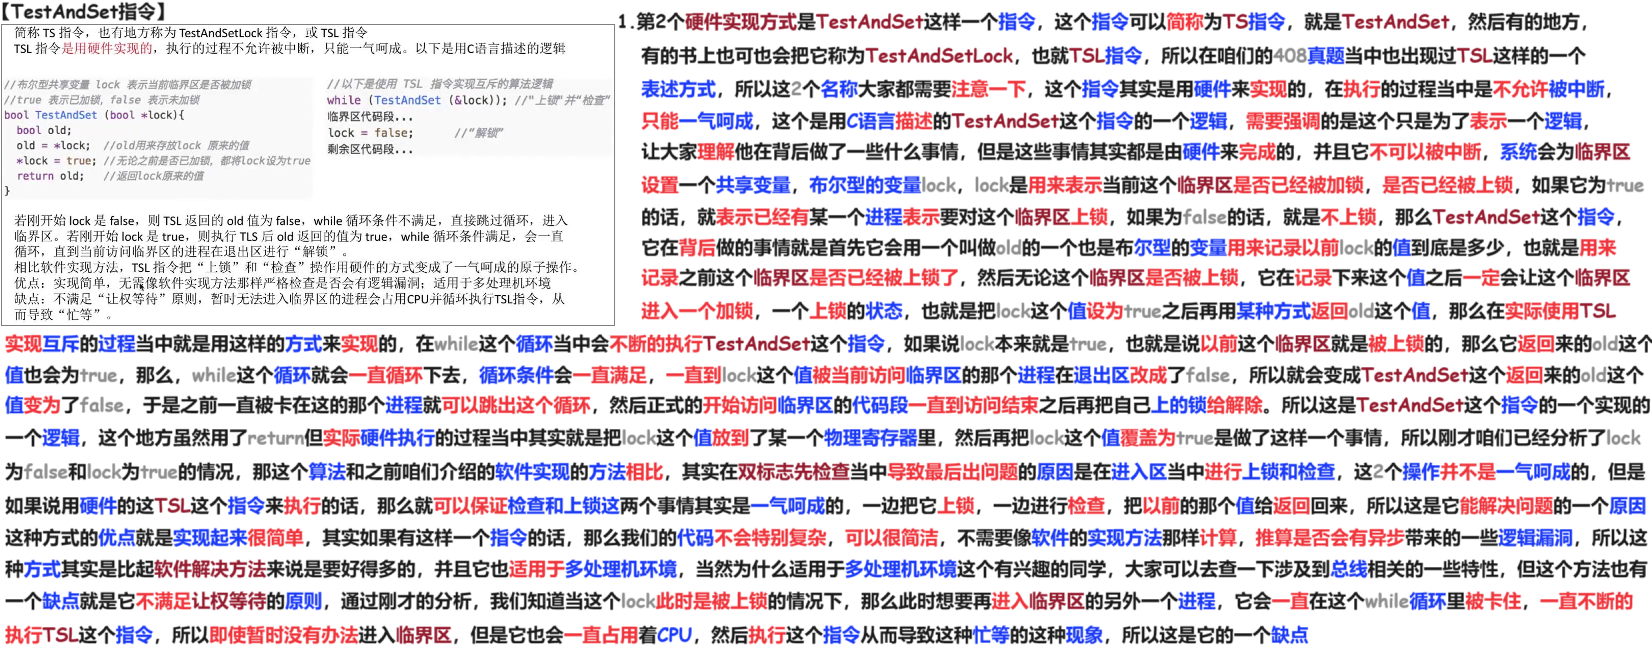 【TestAndSet指令】
简称 TS 指令，也有地方称为 TestAndSetLock 指令，或 TSL 指令
TSL 指令是用硬件实现的，执行的过程不允许被中断，只能一气呵成。以下是用C语言描述的逻辑
//布尔型共享变量 lock 表示当前临界区是否被加锁
//true 表示已加锁，false 表示未加锁
bool TestAndSet (bool *lock){
bool old;
old = *lock; //old用来存放lock 原来的值
*lock = true; //无论之前是否已加锁，都将lock设为true
return old; //返回lock原来的值
}
//以下是使用 TSL 指令实现互斥的算法逻辑
while (TestAndSet (&lock)); //"上锁"并"检查"
临界区代码段...
lock = false; //"解锁"
剩余区代码段...
若刚开始 lock 是 false，则 TSL 返回的 old 值为 false，while 循环条件不满足，直接跳过循环，进入
临界区。若刚开始 lock 是 true，则执行 TLS 后 old 返回的值为 true，while 循环条件满足，会一直
循环，直到当前访问临界区的进程在退出区进行“解锁”。
相比软件实现方法，TSL 指令把“上锁”和“检查”操作用硬件的方式变成了一气呵成的原子操作。
优点：实现简单，无需像软件实现方法那样严格检查是否会有逻辑漏洞；适用于多处理机环境
缺点：不满足“让权等待”原则，暂时无法进入临界区的进程会占用CPU并循环执行TSL指令，从
而导致“忙等”。
1.第2个硬件实现方式是TestAndSet这样一个指令，这个指令可以简称为TS指令，就是TestAndSet，然后有的地方，
有的书上也可也会把它称为TestAndSetLock，也就TSL指令，所以在咱们的408真题当中也出现过TSL这样的一个
表述方式，所以这2个名称大家都需要注意一下，这个指令其实是用硬件来实现的，在执行的过程当中是不允许被中断，
只能一气呵成，这个是用C语言描述的TestAndSet这个指令的一个逻辑，需要强调的是这个只是为了表示一个逻辑，
让大家理解他在背后做了一些什么事情，但是这些事情其实都是由硬件来完成的，并且它不可以被中断，系统会为临界区
设置一个共享变量，布尔型的变量lock，lock是用来表示当前这个临界区是否已经被加锁，是否已经被上锁，如果它为true
的话，就表示已经有某一个进程表示要对这个临界区上锁，如果为false的话，就是不上锁，那么TestAndSet这个指令，
它在背后做的事情就是首先它会用一个叫做old的一个也是布尔型的变量用来记录以前lock的值到底是多少，也就是用来
记录之前这个临界区是否已经被上锁了，然后无论这个临界区是否被上锁，它在记录下来这个值之后一定会让这个临界区
进入一个加锁，一个上锁的状态，也就是把lock这个值设为true之后再用某种方式返回old这个值，那么在实际使用TSL
实现互斥的过程当中就是用这样的方式来实现的，在while这个循环当中会不断的执行TestAndSet这个指令，如果说lock本来就是true，也就是说以前这个临界区就是被上锁的，那么它返回来的old这个
值也会为true，那么，while这个循环就会一直循环下去，循环条件会一直满足，一直到lock这个值被当前访问临界区的那个进程在退出区改成了false，所以就会变成TestAndSet这个返回来的old这个
值变为了false，于是之前一直被卡在这的那个进程就可以跳出这个循环，然后正式的开始访问临界区的代码段一直到访问结束之后再把自己上的锁给解除。所以这是TestAndSet这个指令的一个实现的
一个逻辑，这个地方虽然用了return但实际硬件执行的过程当中其实就是把lock这个值放到了某一个物理寄存器里，然后再把lock这个值覆盖为true是做了这样一个事情，所以刚才咱们已经分析了lock
为false和lock为true的情况，那这个算法和之前咱们介绍的软件实现的方法相比，其实在双标志先检查当中导致最后出问题的原因是在进入区当中进行上锁和检查，这2个操作并不是一气呵成的，但是
如果说用硬件的这TSL这个指令来执行的话，那么就可以保证检查和上锁这两个事情其实是一气呵成的，一边把它上锁，一边进行检查，把以前的那个值给返回回来，所以这是它能解决问题的一个原因
这种方式的优点就是实现起来很简单，其实如果有这样一个指令的话，那么我们的代码不会特别复杂，可以很简洁，不需要像软件的实现方法那样计算，推算是否会有异步带来的一些逻辑漏洞，所以这
种方式其实是比起软件解决方法来说是要好得多的，并且它也适用于多处理机环境，当然为什么适用于多处理机环境这个有兴趣的同学，大家可以去查一下涉及到总线相关的一些特性，但这个方法也有
一个缺点就是它不满足让权等待的原则，通过刚才的分析，我们知道当这个lock此时是被上锁的情况下，那么此时想要再进入临界区的另外一个进程，它会一直在这个while循环里被卡住，一直不断的
执行TSL这个指令，所以即使暂时没有办法进入临界区，但是它也会一直占用着CPU，然后执行这个指令从而导致这种忙等的这种现象，所以这是它的一个缺点